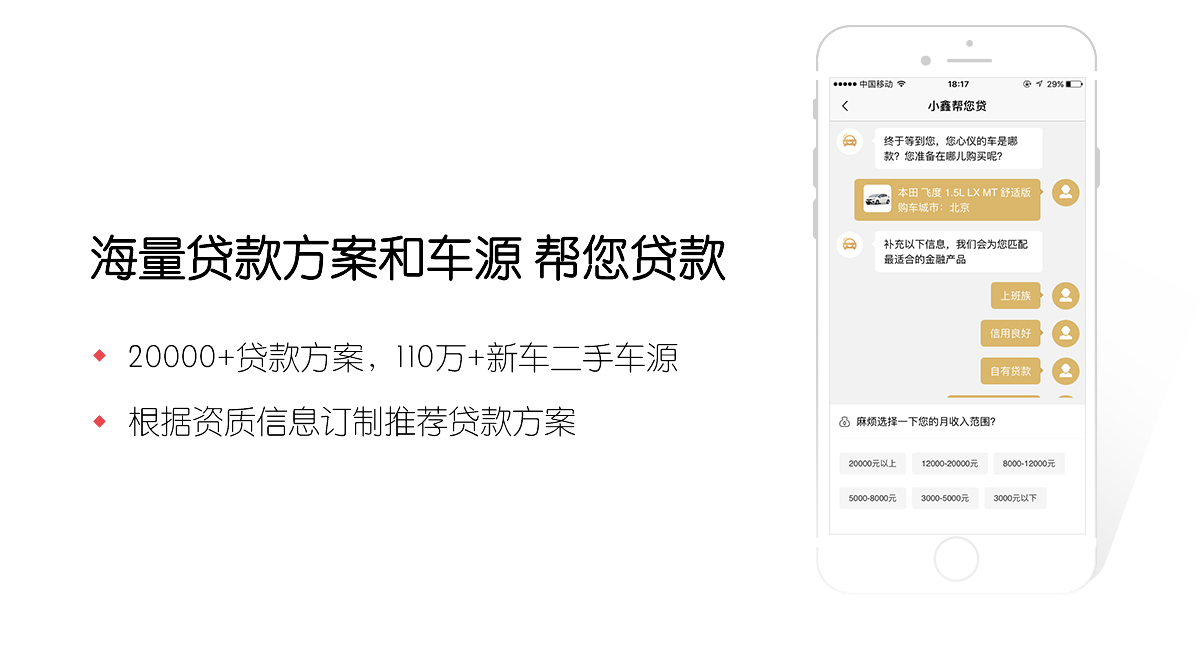 海量贷款方案和车源 帮您贷款
20000+贷款方案，110万+新车二手车源
根据资质信息订制推荐贷款方案
中国移动 18:17 29%
小鑫帮您贷
终于等到您，您心仪的车是哪
款？您准备在哪儿购买呢？
本田 飞度 1.5L LX MT 舒适版
购车城市：北京
补充以下信息，我们会为您匹配
最适合的金融产品
上班族
信用良好
自有贷款
麻烦选择一下您的月收入范围?
20000元以上 12000-20000元 8000-12000元
5000-8000元 3000-5000元 3000元以下